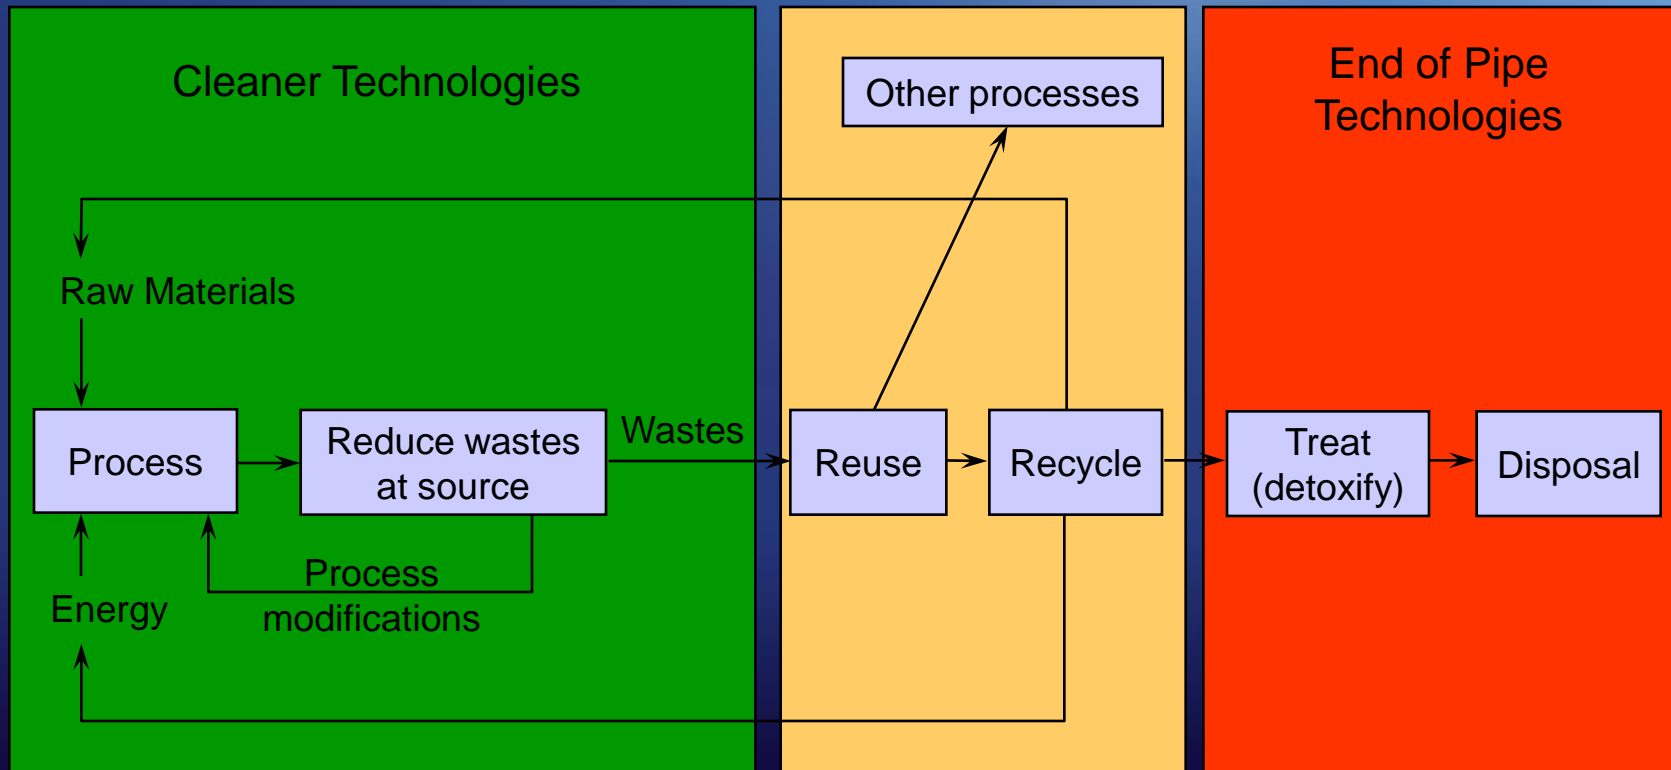 Cleaner Technologies
Other processes
End of Pipe
Technologies
Raw Materials
Process
Reduce wastes
at source
Wastes
Reuse
Recycle
Treat
(detoxify)
Disposal
Process
modifications
Energy